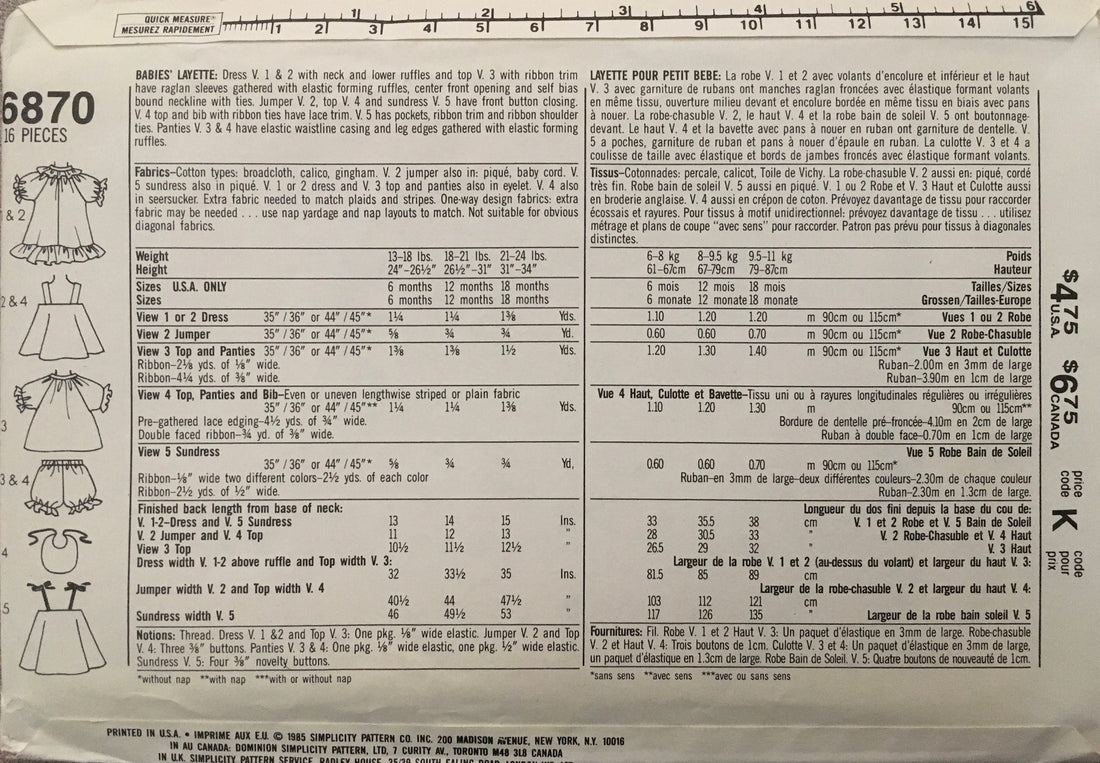 QUICK MEASURE
MESUREZ RAPIDEMENT
1 2 3 4 5 6
1 2 3 4 5 6 7 8 9 10 11 12 13 14 15
6870
16 PIECES
1 & 2
2 & 4
3
3 & 4
4
5
BABIES' LAYETTE: Dress V. 1 & 2 with neck and lower ruffles and top V. 3 with ribbon trim
have raglan sleeves gathered with elastic forming ruffles, center front opening and self bias
bound neckline with ties. Jumper V. 2, top V. 4 and sundress V. 5 have front button closing.
V. 4 top and bib with ribbon ties have lace trim. V. 5 has pockets, ribbon trim and ribbon shoulder
ties. Panties V. 3 & 4 have elastic waistline casing and leg edges gathered with elastic forming
ruffles.
Fabrics–Cotton types: broadcloth, calico, gingham. V. 2 jumper also in: piqué, baby cord. V.
5 sundress also in piqué. V. 1 or 2 dress and V. 3 top and panties also in eyelet. V. 4 also
in seersucker. Extra fabric needed to match plaids and stripes. One-way design fabrics: extra
fabric may be needed . . . use nap yardage and nap layouts to match. Not suitable for obvious
diagonal fabrics.
Weight 13-18 lbs. 18-21 lbs. 21-24 lbs.
Height 24"-26½" 26½"-31" 31"-34"
Sizes U.S.A. ONLY 6 months 12 months 18 months
Sizes 6 months 12 months 18 months
View 1 or 2 Dress 35"/36" or 44"/45"* 1¼ 1¼ 1⅜ Yds.
View 2 Jumper 35"/36" or 44"/45"* ⅝ ¾ ¾ Yd.
View 3 Top and Panties 35"/36" or 44"/45"* 1⅜ 1⅜ 1½ Yds.
Ribbon–2⅛ yds. of ⅛" wide.
Ribbon–4¼ yds. of ⅜" wide.
View 4 Top, Panties and Bib–Even or uneven lengthwise striped or plain fabric
35"/36" or 44"/45"** 1¼ 1¼ 1⅜ Yds.
Pre-gathered lace edging–4½ yds. of ¾" wide.
Double faced ribbon–¾ yd. of ⅜" wide.
View 5 Sundress
35"/36" or 44"/45"* ⅝ ¾ ¾ Yd,
Ribbon–⅛" wide two different colors–2½ yds. of each color
Ribbon–2½ yds. of ½" wide.
Finished back length from base of neck:
V. 1-2–Dress and V. 5 Sundress 13 14 15 Ins.
V. 2 Jumper and V. 4 Top 11 12 13 "
View 3 Top 10½ 11½ 12½ "
Dress width V. 1-2 above ruffle and Top width V. 3:
32 33½ 35 Ins.
Jumper width V. 2 and Top width V. 4
40½ 44 47½ "
Sundress width V. 5 46 49½ 53 "
Notions: Thread. Dress V. 1 &2 and Top V. 3: One pkg. ⅛" wide elastic. Jumper V. 2 and Top
V. 4: Three ⅜" buttons. Panties V. 3 & 4: One pkg. ⅛" wide elastic, one pkg. ½" wide elastic.
Sundress V. 5: Four ⅜" novelty buttons.
*without nap **with nap ***with or without nap
LAYETTE POUR PETIT BEBE: La robe V. 1 et 2 avec volants d'encolure et inférieur et le haut
V. 3 avec garniture de rubans ont manches raglan froncées avec élastique formant volants
en même tissu, ouverture milieu devant et encolure bordée en même tissu en biais avec pans
à nouer. La robe-chasuble V. 2, le haut V. 4 et la robe bain de soleil V. 5 ont boutonnage-
devant. Le haut V. 4 et la bavette avec pans à nouer en ruban ont garniture de dentelle. V.
5 a poches, garniture de ruban et pans à nouer d'épaule en ruban. La culotte V. 3 et 4 a
coulisse de taille avec élastique et bords de jambes froncés avec élastique formant volants.
Tissus–Cotonnades: percale, calicot, Toile de Vichy. La robe-chasuble V. 2 aussi en: piqué, cordé
très fin. Robe bain de soleil V. 5 aussi en piqué. V. 1 ou 2 Robe et V. 3 Haut et Culotte aussi
en broderie anglaise. V. 4 aussi en crépon de coton. Prévoyez davantage de tissu pour raccorder
écossais et rayures. Pour tissus à motif unidirectionnel: prévoyez davantage de tissu . . . utilisez
métrage et plans de coupe "avec sens" pour raccorder. Patron pas prévu pour tissus à diagonales
distinctes.
6–8 kg 8–9.5 kg 9.5-11 kg Poids
61-67cm 67-79cm 79-87cm Hauteur
6 mois 12 mois 18 mois Tailles/Sizes
6 monate 12 monate 18 monate Grossen/Tailles-Europe
1.10 1.20 1.20 m 90cm ou 115cm* Vues 1 ou 2 Robe
0.60 0.60 0.70 m 90cm ou 115cm* Vue 2 Robe-Chasuble
1.20 1.30 1.40 m 90cm ou 115cm* Vue 3 Haut et Culotte
Ruban–2.00m en 3mm de large
Ruban–3.90m en 1cm de large
Vue 4 Haut, Culotte et Bavette–Tissu uni ou à rayures longitudinales régulières ou irrégulières
1.10 1.20 1.30 m 90cm ou 115cm**
Bordure de dentelle pré-froncée–4.10m en 2cm de large
Ruban à double face–0.70m en 1cm de large
Vue 5 Robe Bain de Soleil
0.60 0.60 0.70 m 90cm ou 115cm*
Ruban–en 3mm de large–deux différentes couleurs–2.30m de chaque couleur
Ruban–2.30m en 1.3cm de large.
Longueur du dos fini depuis la base du cou de:
33 35.5 38 cm V. 1 et 2 Robe et V. 5 Bain de Soleil
28 30.5 33 " V. 2 Robe-Chasuble et V. 4 Haut
26.5 29 32 " V. 3 Haut
Largeur de la robe V. 1 et 2 (au-dessus du volant) et largeur du haut V. 3:
81.5 85 89 cm
Largeur de la robe-chasuble V. 2 et largeur du haut V. 4:
103 112 121 cm
117 126 135 " Largeur de la robe bain soleil V. 5
Fournitures: Fil. Robe V. 1 et 2 Haut V. 3: Un paquet d'élastique en 3mm de large. Robe-chasuble
V. 2 et Haut V. 4: Trois boutons de 1cm. Culotte V. 3 et 4: Un paquet d'élastique en 3mm de large,
un paquet d'élastique en 1.3cm de large. Robe Bain de Soleil. V. 5: Quatre boutons de nouveauté de 1cm.
*sans sens **avec sens ***avec ou sans sens
$4.75 U.S.A. $6.75 CANADA
price code K code pour prix
PRINTED IN U.S.A. • IMPRIME AUX E.U. © 1985 SIMPLICITY PATTERN CO. INC. 200 MADISON AVENUE, NEW YORK, N.Y. 10016
IN AU CANADA: DOMINION SIMPLICITY PATTERN, LTD, 7 CURITY AV., TORONTO M4B 3L8 CANADA
IN U.K. SIMPLICITY PATTERN SERVICE, RADLEY HOUSE,